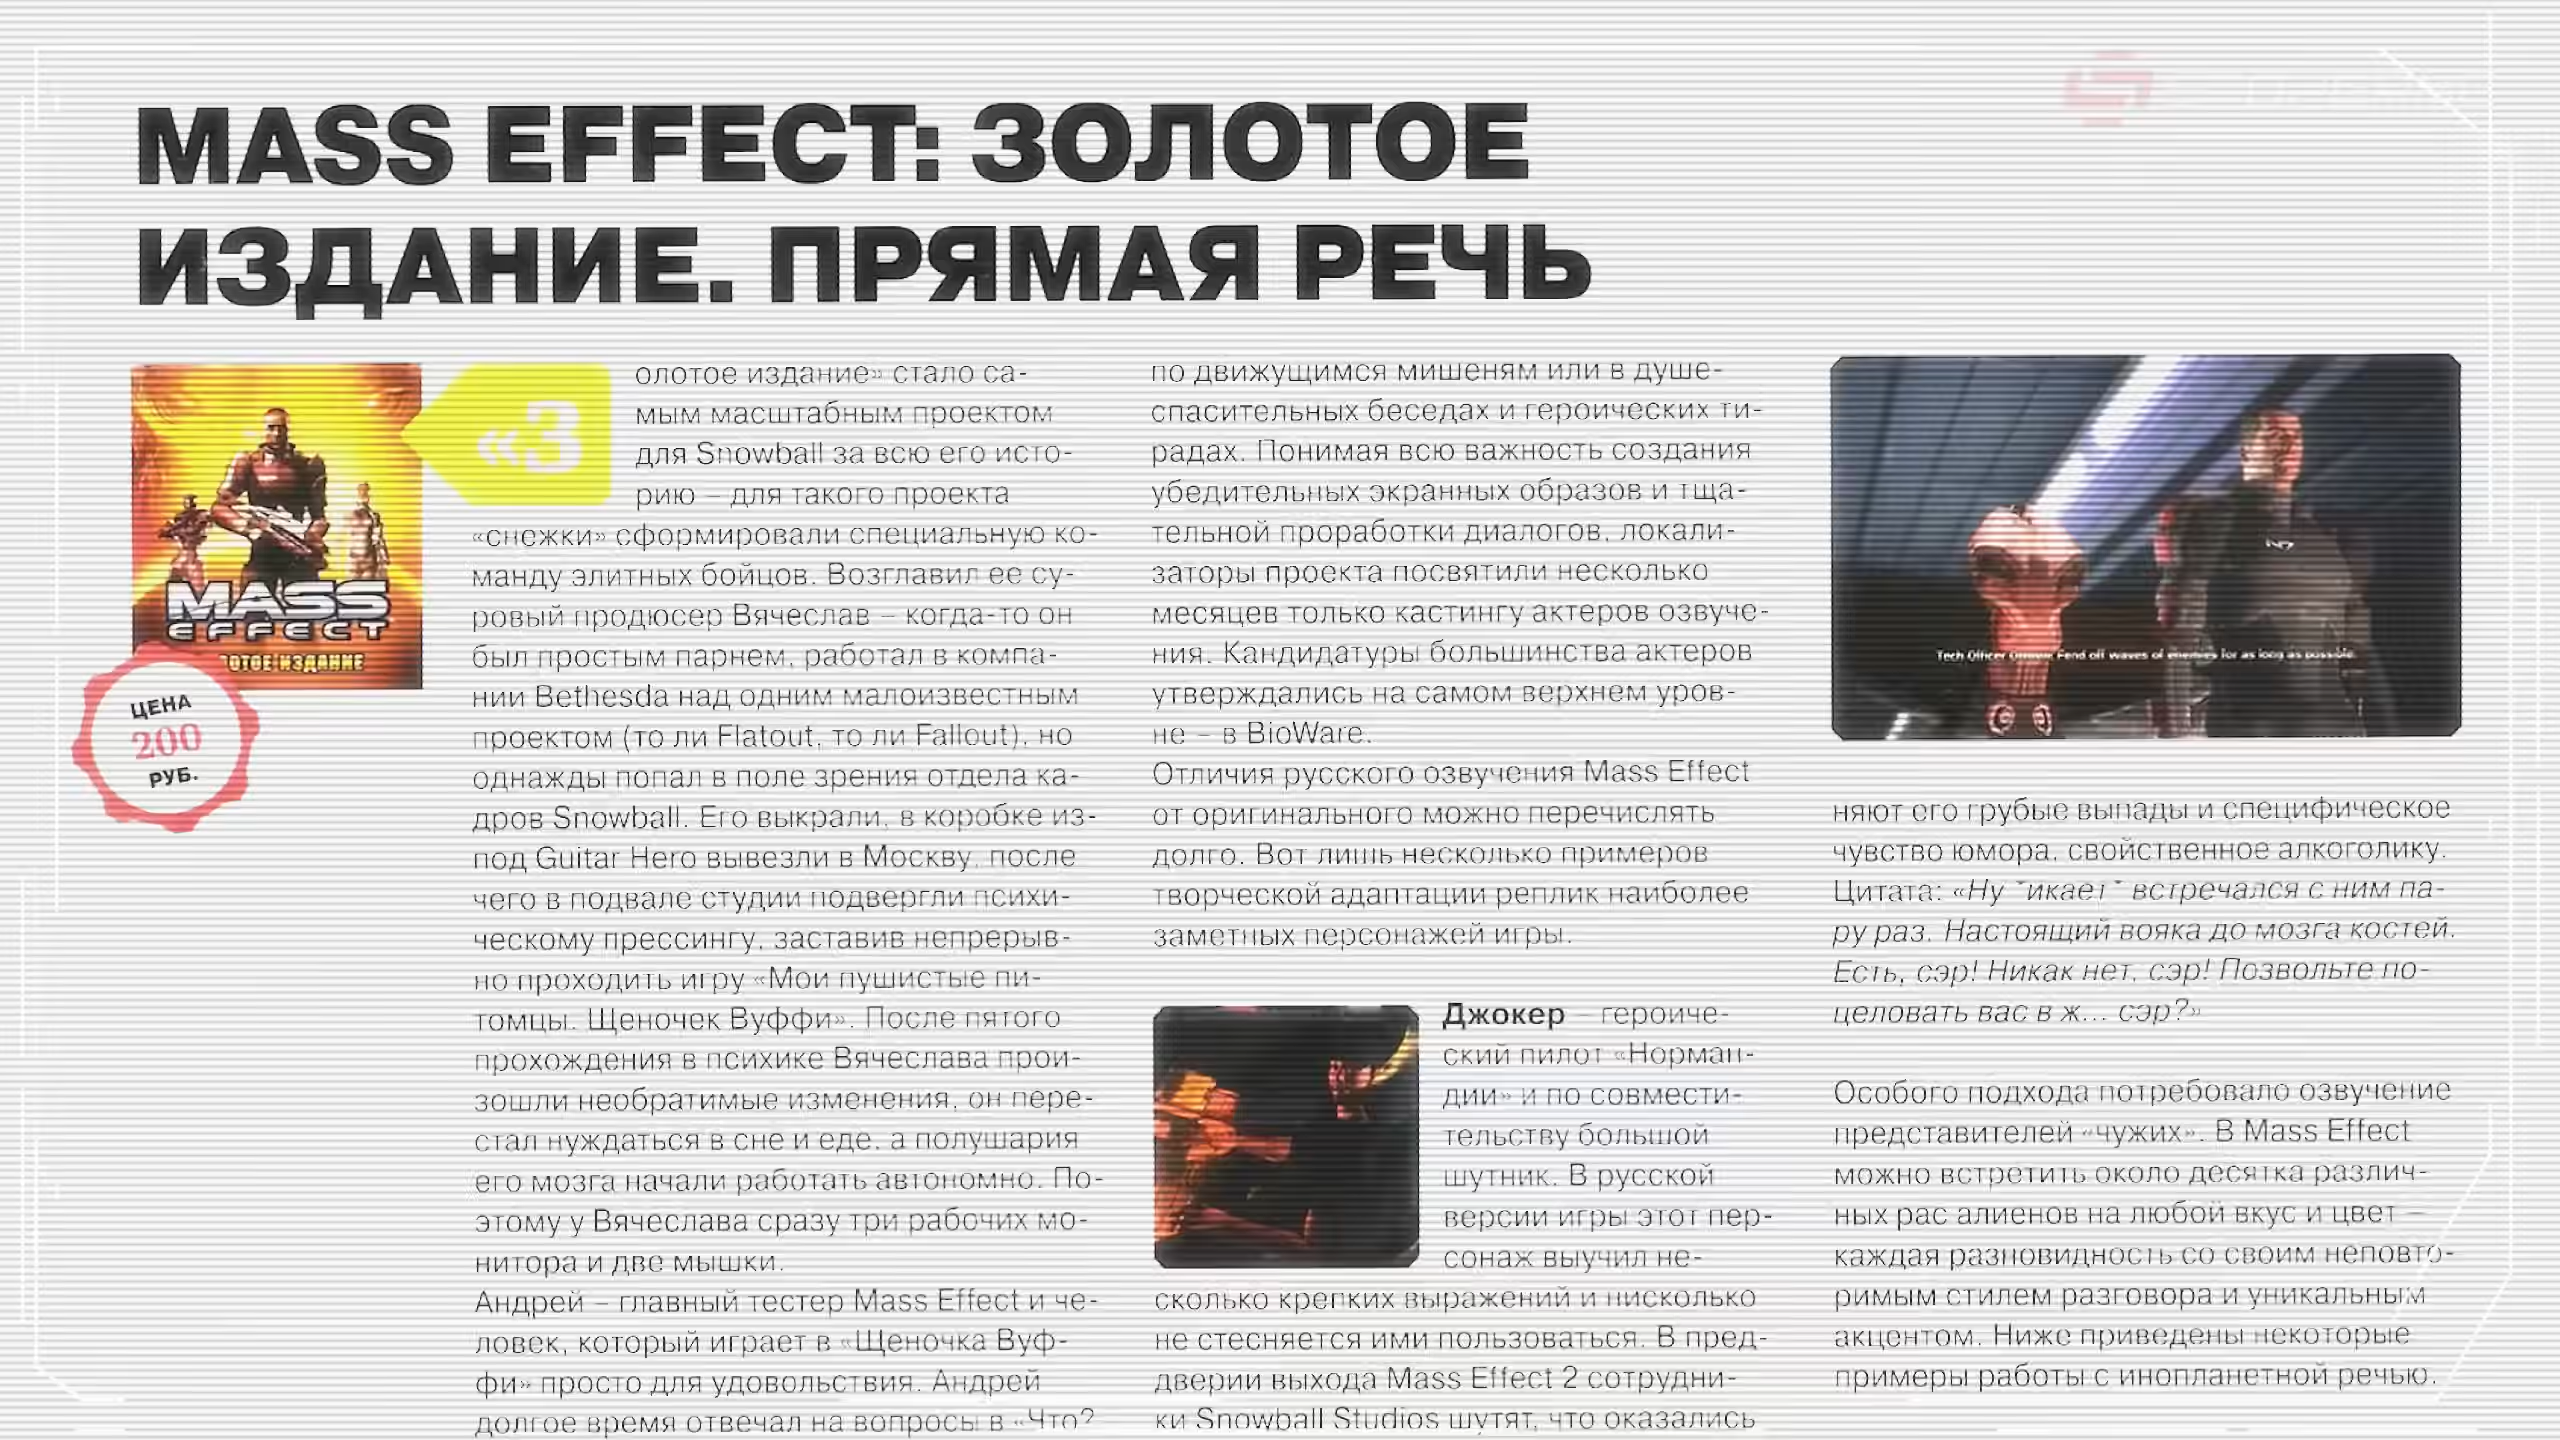 MASS EFFECT: ЗОЛОТОЕ
ИЗДАНИЕ. ПРЯМАЯ РЕЧЬ
MASS
EFFECT
ОТОЕ ИЗДАНИЕ
ЦЕНА
200
РУБ.
«З
олотое издание» стало са-
мым масштабным проектом
для Snowball за всю его исто-
рию – для такого проекта
«снежки» сформировали специальную ко-
манду элитных бойцов. Возглавил ее су-
ровый продюсер Вячеслав – когда-то он
был простым парнем, работал в компа-
нии Bethesda над одним малоизвестным
проектом (то ли Flatout, то ли Fallout), но
однажды попал в поле зрения отдела ка-
дров Snowball. Его выкрали, в коробке из-
под Guitar Hero вывезли в Москву, после
чего в подвале студии подвергли психи-
ческому прессингу, заставив непрерыв-
но проходить игру «Мои пушистые пи-
томцы. Щеночек Вуффи». После пятого
прохождения в психике Вячеслава прои-
зошли необратимые изменения, он пере-
стал нуждаться в сне и еде, а полушария
его мозга начали работать автономно. По-
этому у Вячеслава сразу три рабочих мо-
нитора и две мышки.
Андрей – главный тестер Mass Effect и че-
ловек, который играет в «Щеночка Вуф-
фи» просто для удовольствия. Андрей
долгое время отвечал на вопросы в «Что?
по движущимся мишеням или в душе-
спасительных беседах и героических ти-
радах. Понимая всю важность создания
убедительных экранных образов и тща-
тельной проработки диалогов, локали-
заторы проекта посвятили несколько
месяцев только кастингу актеров озвуче-
ния. Кандидатуры большинства актеров
утверждались на самом верхнем уров-
не – в BioWare.
Отличия русского озвучения Mass Effect
от оригинального можно перечислять
долго. Вот лишь несколько примеров
творческой адаптации реплик наиболее
заметных персонажей игры.
Джокер – героиче-
ский пилот «Норман-
дии» и по совмести-
тельству большой
шутник. В русской
версии игры этот пер-
сонаж выучил не-
сколько крепких выражений и нисколько
не стесняется ими пользоваться. В пред-
дверии выхода Mass Effect 2 сотрудни-
ки Snowball Studios шутят, что оказались
Tech Officer Fend off waves of enemies for as long as possible.
няют его грубые выпады и специфическое
чувство юмора, свойственное алкоголику.
Цитата: «Ну *икает* встречался с ним па-
ру раз. Настоящий вояка до мозга костей.
Есть, сэр! Никак нет, сэр! Позвольте по-
целовать вас в ж... сэр?»
Особого подхода потребовало озвучение
представителей «чужих». В Mass Effect
можно встретить около десятка различ-
ных рас алиенов на любой вкус и цвет –
каждая разновидность со своим неповто-
римым стилем разговора и уникальным
акцентом. Ниже приведены некоторые
примеры работы с инопланетной речью.